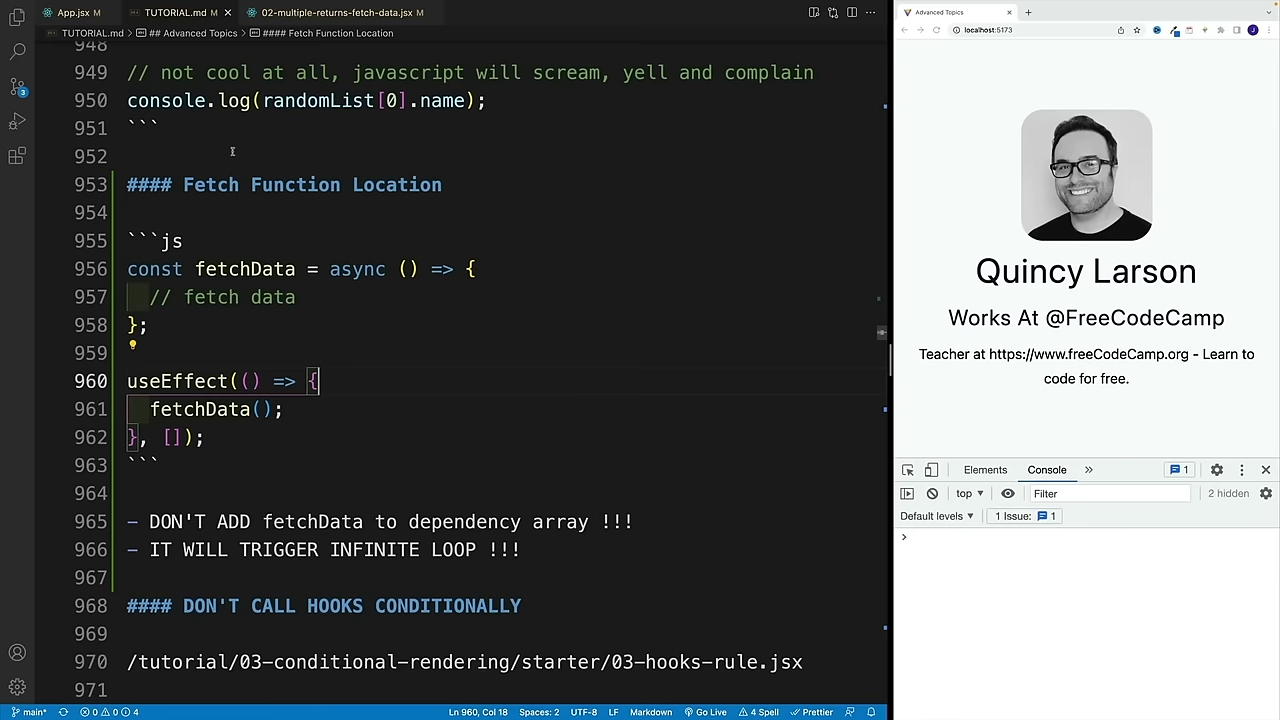 App.jsx M
TUTORIAL.md M
02-multiple-returns-fetch-data.jsx M
TUTORIAL.md > ## Advanced Topics > #### Fetch Function Location
948
949 // not cool at all, javascript will scream, yell and complain
950 console.log(randomList[0].name);
951 ```
952
953 #### Fetch Function Location
954
955 ```js
956 const fetchData = async () => {
957 // fetch data
958 };
959
960 useEffect(() => {
961 fetchData();
962 }, []);
963 ```
964
965 - DON'T ADD fetchData to dependency array !!!
966 - IT WILL TRIGGER INFINITE LOOP !!!
967
968 #### DON'T CALL HOOKS CONDITIONALLY
969
970 /tutorial/03-conditional-rendering/starter/03-hooks-rule.jsx
971
3
main* 0 0 4 Ln 960, Col 18 Spaces: 2 UTF-8 LF Markdown Go Live 4 Spell Prettier
Advanced Topics
localhost:5173
J
Quincy Larson
Works At @FreeCodeCamp
Teacher at https://www.freeCodeCamp.org - Learn to
code for free.
Elements Console 1
top Filter 2 hidden
Default levels 1 Issue: 1